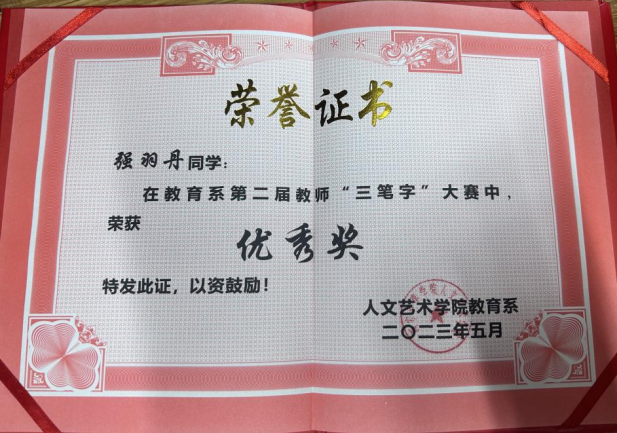 荣誉证书
强羽丹同学：
在教育系第二届教师“三笔字”大赛中，
荣获
优秀奖
特发此证，以资鼓励！
人文艺术学院教育系
二〇二三年五月